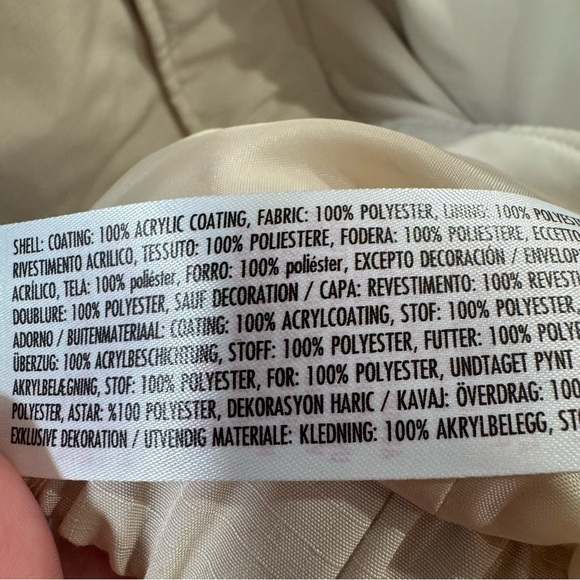 SHELL: COATING: 100% ACRYLIC COATING, FABRIC: 100% POLYESTER, LINING: 100% POLYES
RIVESTIMENTO ACRILICO, TESSUTO: 100% POLIESTERE, FODERA: 100% POLIESTERE, ECCETTO
ACRÍLICO, TELA: 100% poliéster, FORRO: 100% poliéster, EXCEPTO DECORACIÓN / ENVELOP
DOUBLURE: 100% POLYESTER, SAUF DECORATION / CAPA: REVESTIMENTO: 100% REVESTI
ADORNO / BUITENMATERIAAL: COATING: 100% ACRYLCOATING, STOF: 100% POLYESTER,
ÜBERZUG: 100% ACRYLBESCHICHTUNG, STOFF: 100% POLYESTER, FUTTER: 100% POLYE
AKRYLBELÆGNING, STOF: 100% POLYESTER, FOR: 100% POLYESTER, UNDTAGET PYNT
POLYESTER, ASTAR: %100 POLYESTER, DEKORASYON HARIC / KAVAJ: ÖVERDRAG: 100
EXKLUSIVE DEKORATION / UTVENDIG MATERIALE: KLEDNING: 100% AKRYLBELEGG, STO